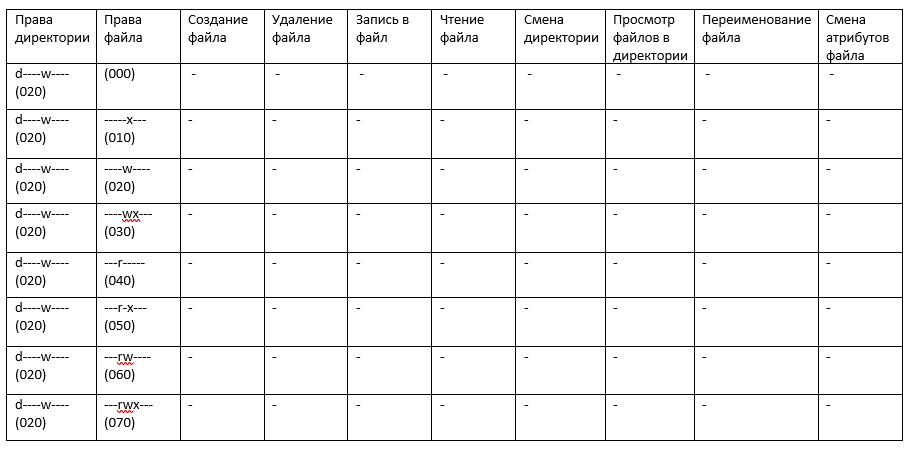 Права директории | Права файла | Создание файла | Удаление файла | Запись в файл | Чтение файла | Смена директории | Просмотр файлов в директории | Переименование файла | Смена атрибутов файла
d----w---- (020) | (000) | - | - | - | - | - | - | - | -
d----w---- (020) | -----x--- (010) | - | - | - | - | - | - | - | -
d----w---- (020) | ----w---- (020) | - | - | - | - | - | - | - | -
d----w---- (020) | ----wx--- (030) | - | - | - | - | - | - | - | -
d----w---- (020) | ---r----- (040) | - | - | - | - | - | - | - | -
d----w---- (020) | ---r-x--- (050) | - | - | - | - | - | - | - | -
d----w---- (020) | ---rw---- (060) | - | - | - | - | - | - | - | -
d----w---- (020) | ---rwx--- (070) | - | - | - | - | - | - | - | -